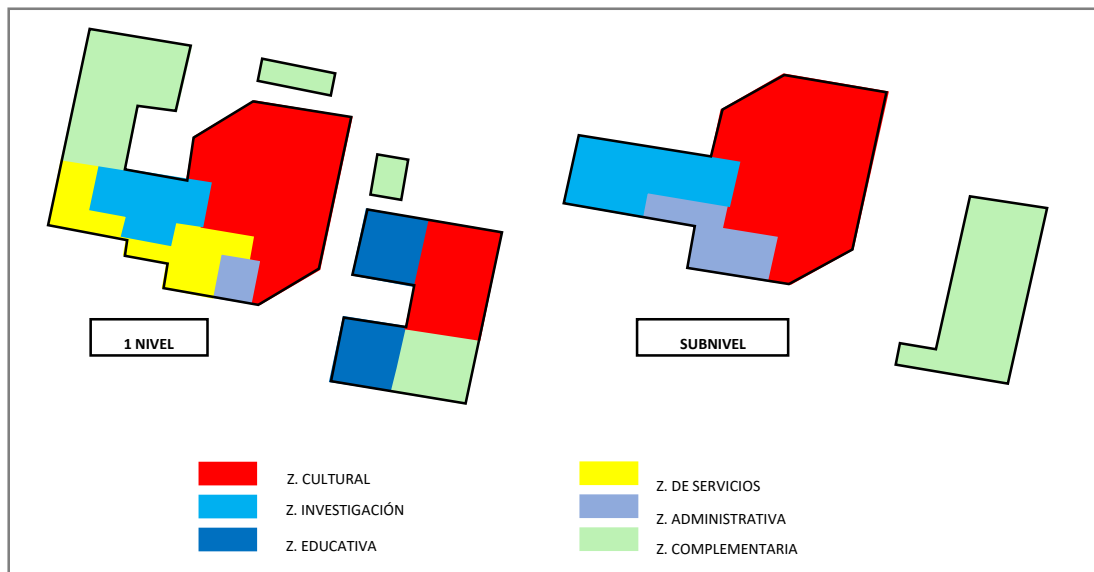 1 NIVEL
SUBNIVEL
Z. CULTURAL
Z. INVESTIGACIÓN
Z. EDUCATIVA
Z. DE SERVICIOS
Z. ADMINISTRATIVA
Z. COMPLEMENTARIA